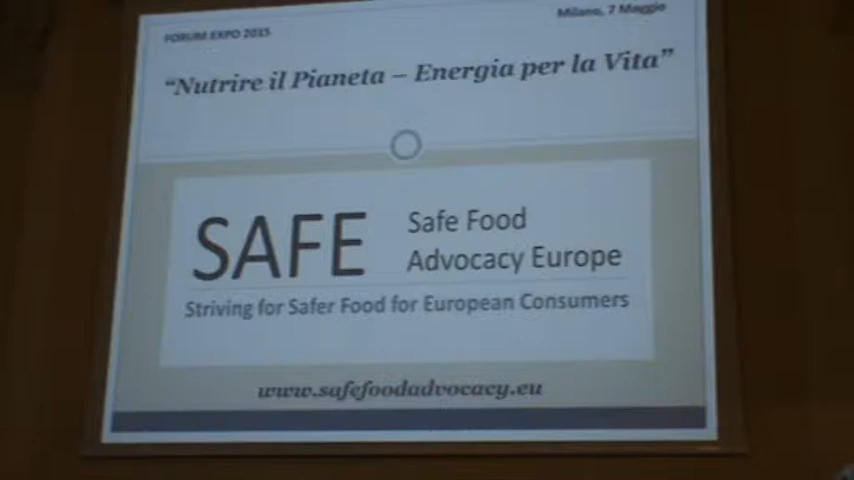 FORUM EXPO 2015
Milano, 7 Maggio
“Nutrire il Pianeta – Energia per la Vita”
SAFE
Safe Food
Advocacy Europe
Striving for Safer Food for European Consumers
www.safefoodadvocacy.eu